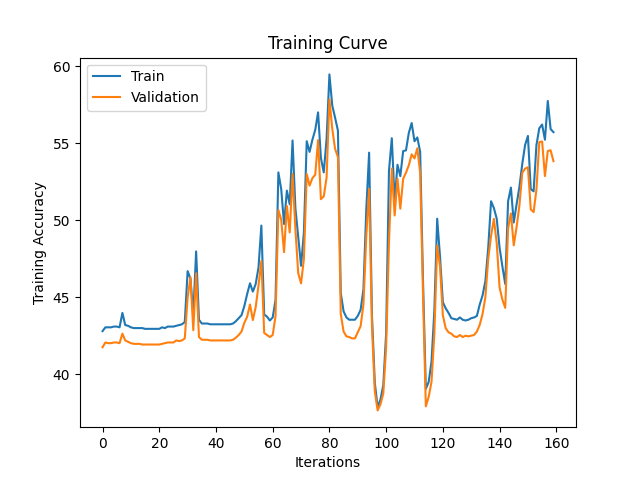 Training Curve
Train
Validation
Training Accuracy
60
55
50
45
40
0 20 40 60 80 100 120 140 160
Iterations